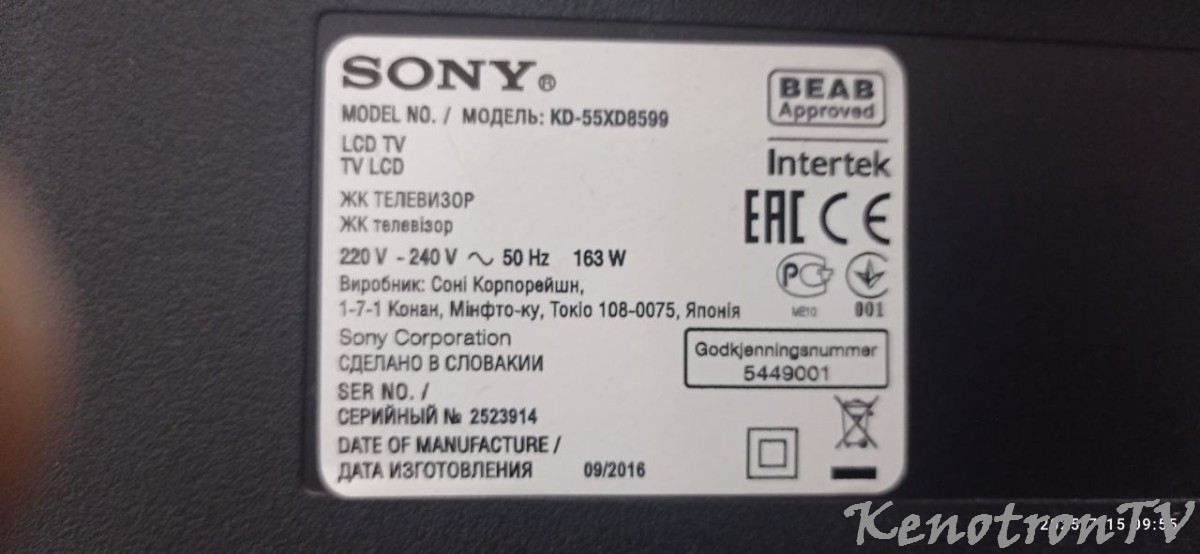 SONY®
MODEL NO. / МОДЕЛЬ: KD-55XD8599
LCD TV
TV LCD
ЖК ТЕЛЕВИЗОР
ЖК телевізор
220 V - 240 V ~ 50 Hz 163 W
Виробник: Соні Корпорейшн,
1-7-1 Конан, Мінфто-ку, Токіо 108-0075, Японія
Sony Corporation
СДЕЛАНО В СЛОВАКИИ
SER NO. /
СЕРИЙНЫЙ № 2523914
DATE OF MANUFACTURE /
ДАТА ИЗГОТОВЛЕНИЯ 09/2016
BEAB
Approved
Intertek
EAC CE
PC
ME10 001
Godkjenningsnummer
5449001
KenotronTV